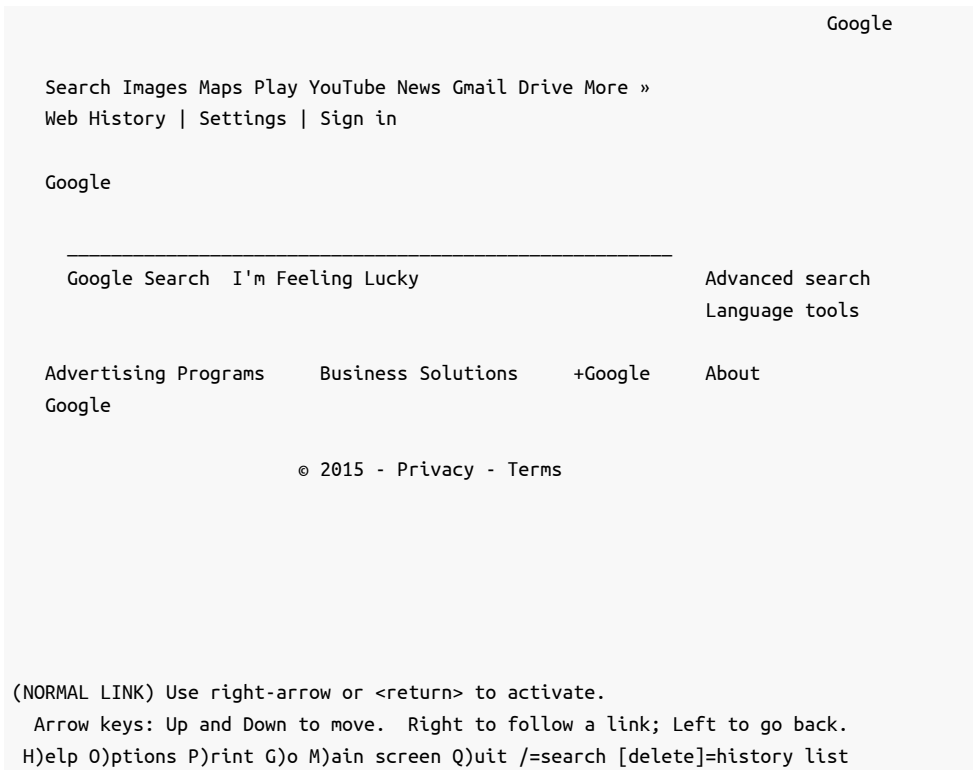 Google
Search Images Maps Play YouTube News Gmail Drive More »
Web History | Settings | Sign in
Google
_______________________________________________________
Google Search  I'm Feeling Lucky                          Advanced search
Language tools
Advertising Programs     Business Solutions     +Google     About
Google
© 2015 - Privacy - Terms
(NORMAL LINK) Use right-arrow or <return> to activate.
Arrow keys: Up and Down to move.  Right to follow a link; Left to go back.
H)elp O)ptions P)rint G)o M)ain screen Q)uit /=search [delete]=history list